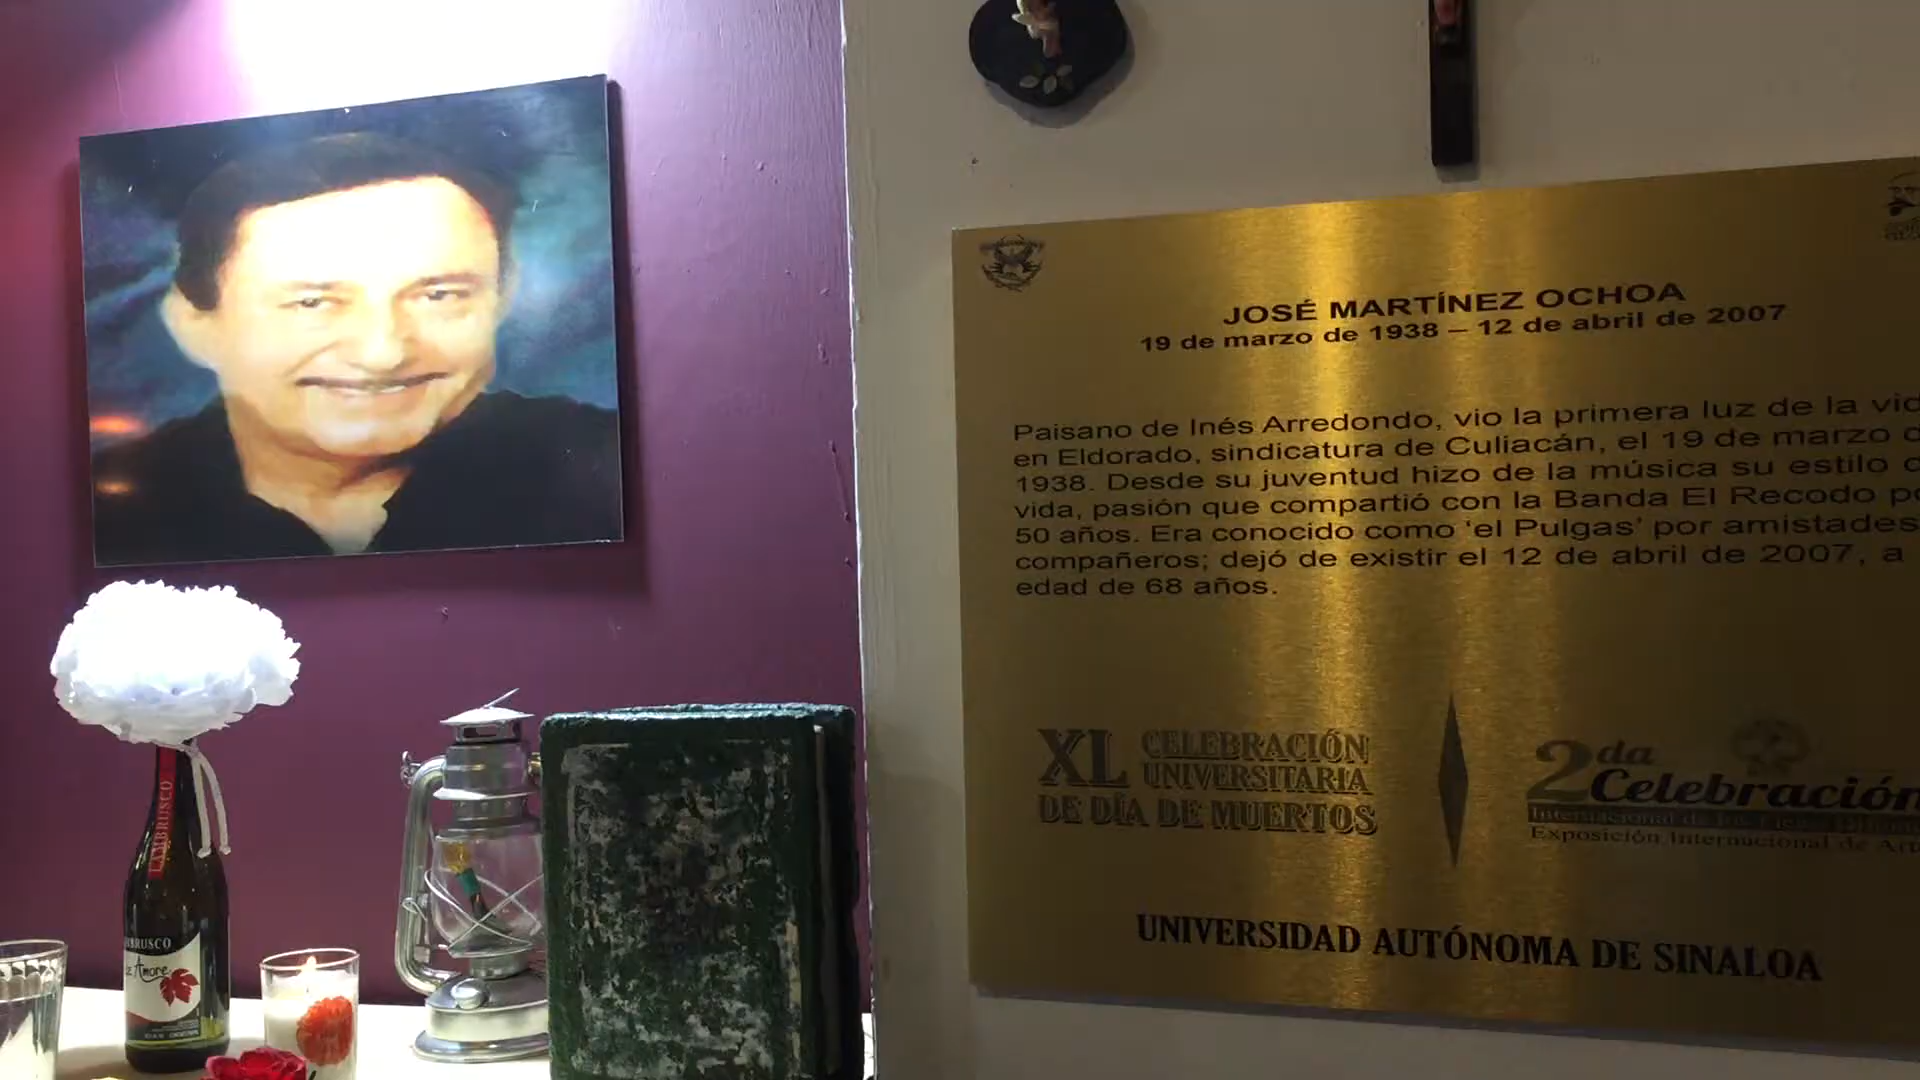 JOSÉ MARTÍNEZ OCHOA
19 de marzo de 1938 – 12 de abril de 2007
Paisano de Inés Arredondo, vio la primera luz de la
en Eldorado, sindicatura de Culiacán, el 19 de marzo
1938. Desde su juventud hizo de la música su estilo
vida, pasión que compartió con la Banda El Recodo
50 años. Era conocido como 'el Pulgas' por amistades
compañeros; dejó de existir el 12 de abril de 2007, a
edad de 68 años.
XL CELEBRACIÓN
UNIVERSITARIA
DE DÍA DE MUERTOS
2da
Celebración
Internacional de
Exposición Internacional de
UNIVERSIDAD AUTÓNOMA DE SINALOA
LAMBRUSCO
Amore